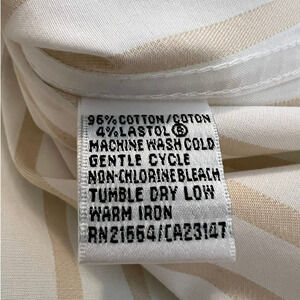 96% COTTON/COTON
4% LASTOL ®
MACHINE WASH COLD
GENTLE CYCLE
NON-CHLORINE BLEACH
TUMBLE DRY LOW
WARM IRON
RN21664/CA23147